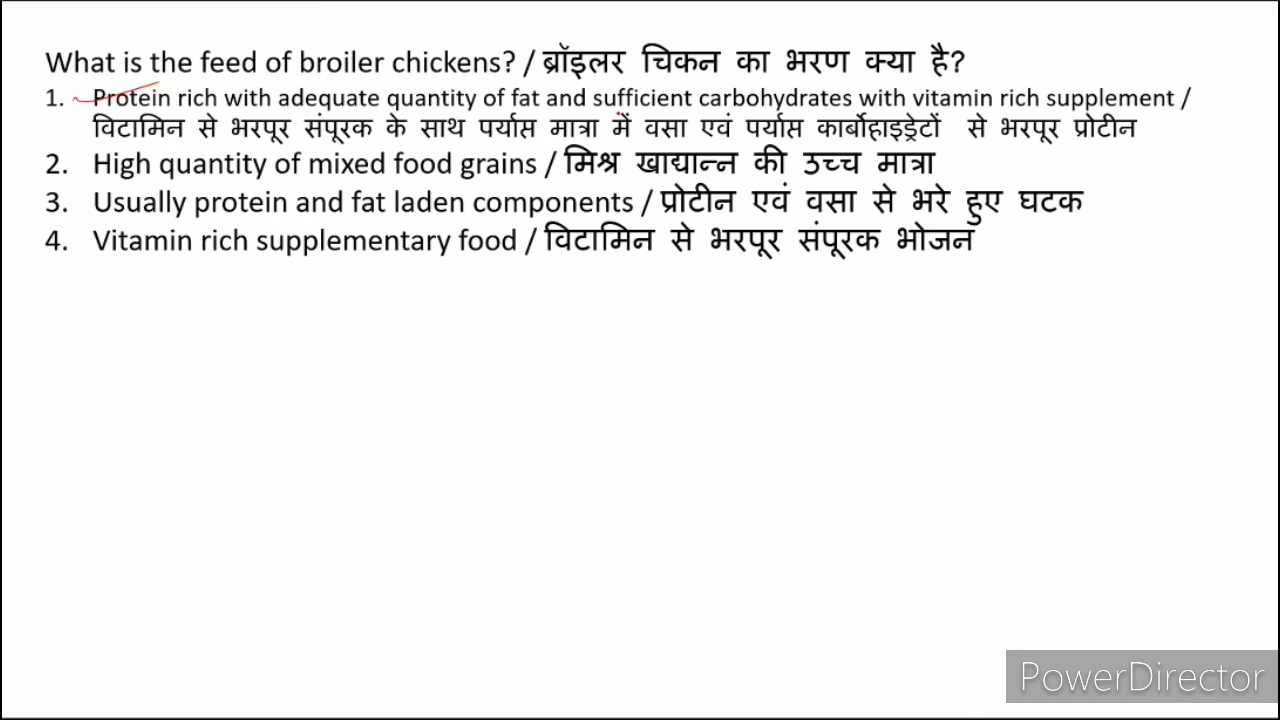 What is the feed of broiler chickens? / ब्रॉइलर चिकन का भरण क्या है?
1. Protein rich with adequate quantity of fat and sufficient carbohydrates with vitamin rich supplement /
विटामिन से भरपूर संपूरक के साथ पर्याप्त मात्रा में वसा एवं पर्याप्त कार्बोहाइड्रेटों से भरपूर प्रोटीन
2. High quantity of mixed food grains / मिश्र खाद्यान्न की उच्च मात्रा
3. Usually protein and fat laden components / प्रोटीन एवं वसा से भरे हुए घटक
4. Vitamin rich supplementary food / विटामिन से भरपूर संपूरक भोजन
PowerDirector